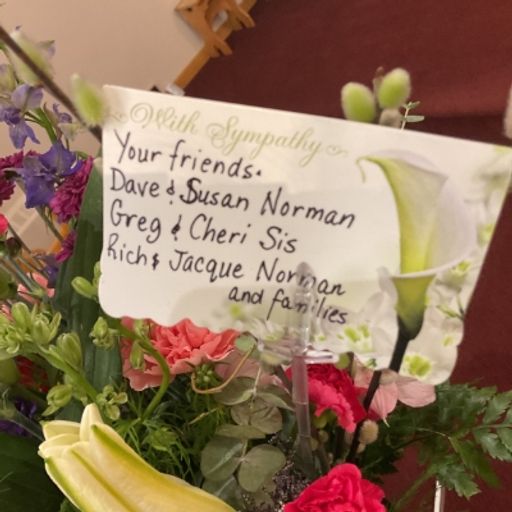 With Sympathy
Your friends.
Dave & Susan Norman
Greg & Cheri Sis
Rich & Jacque Norman
and families